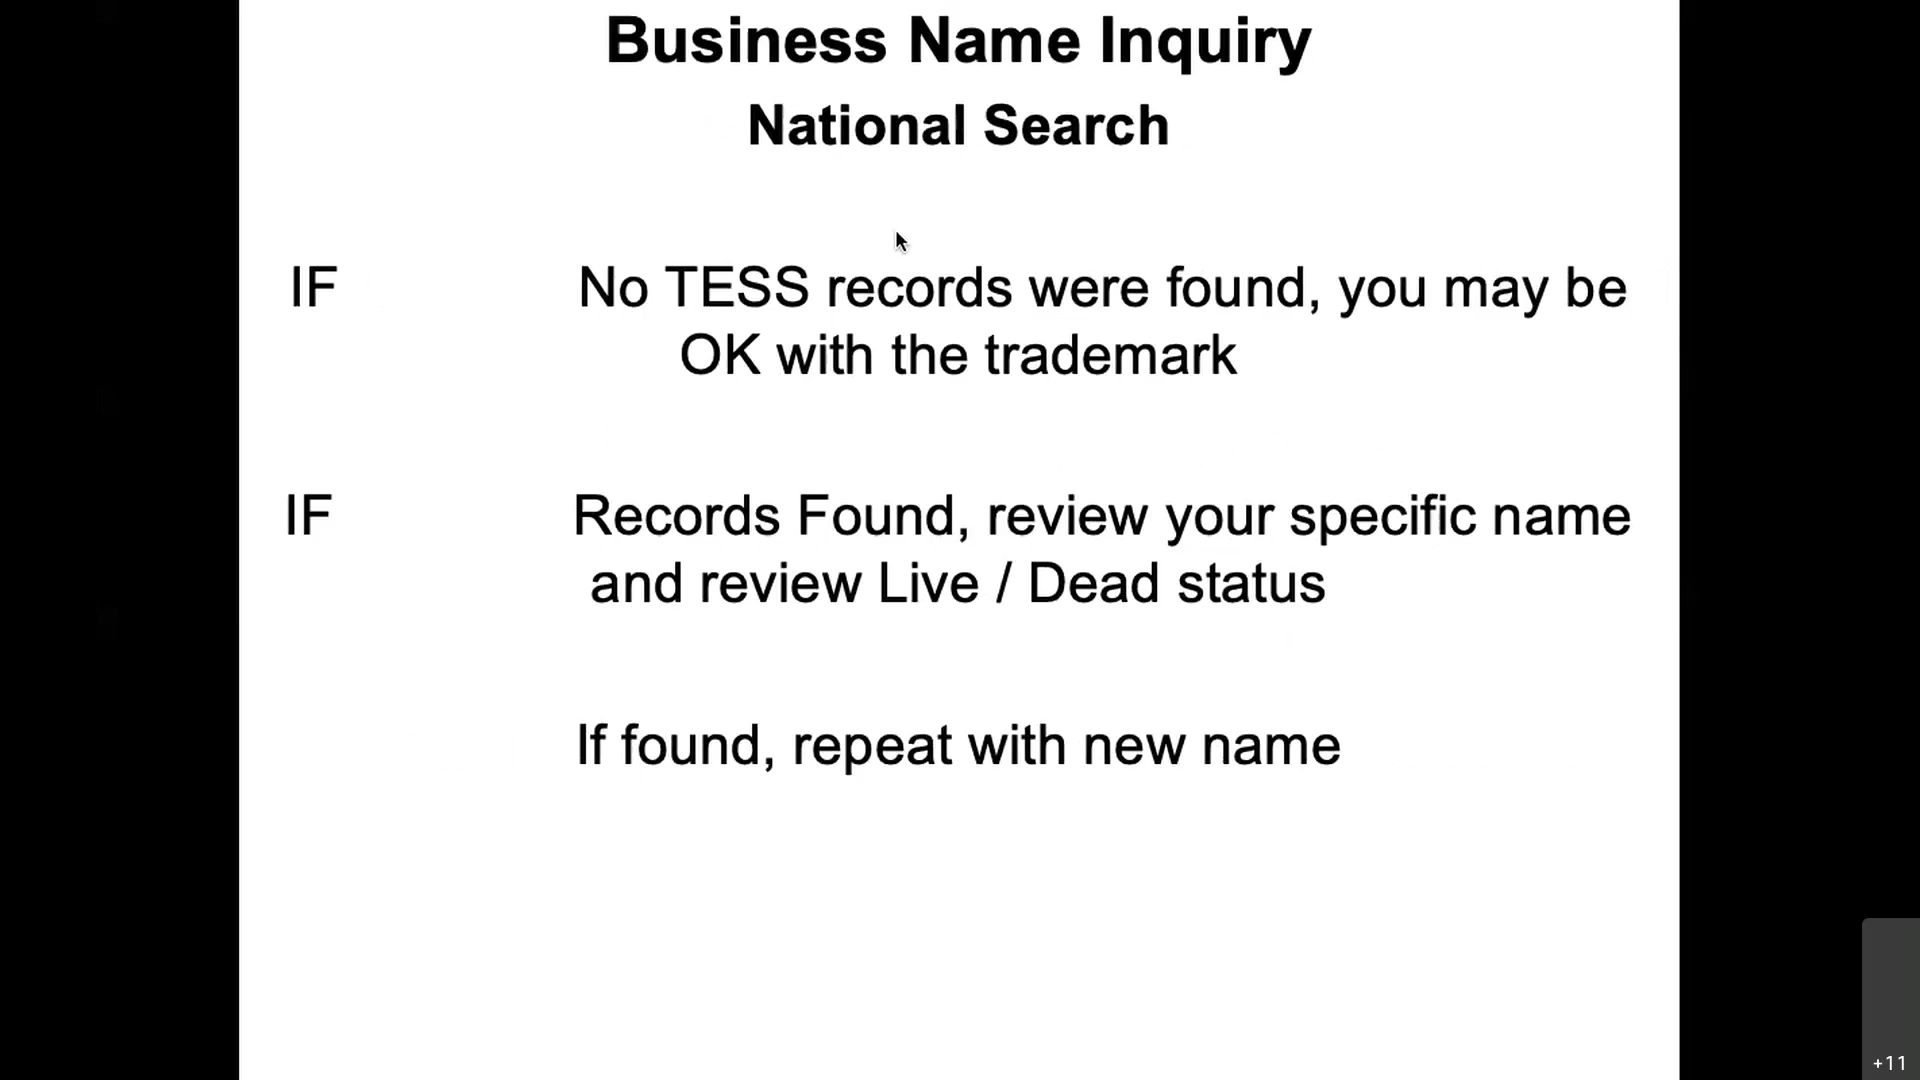 Business Name Inquiry
National Search
IF No TESS records were found, you may be
OK with the trademark
IF Records Found, review your specific name
and review Live / Dead status
If found, repeat with new name
+11